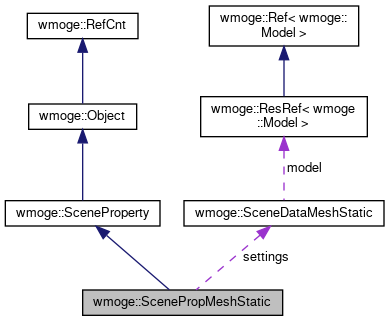 wmoge::RefCnt
wmoge::Ref< wmoge::
Model >
wmoge::Object
wmoge::ResRef< wmoge
::Model >
model
wmoge::SceneProperty
wmoge::SceneDataMeshStatic
settings
wmoge::ScenePropMeshStatic